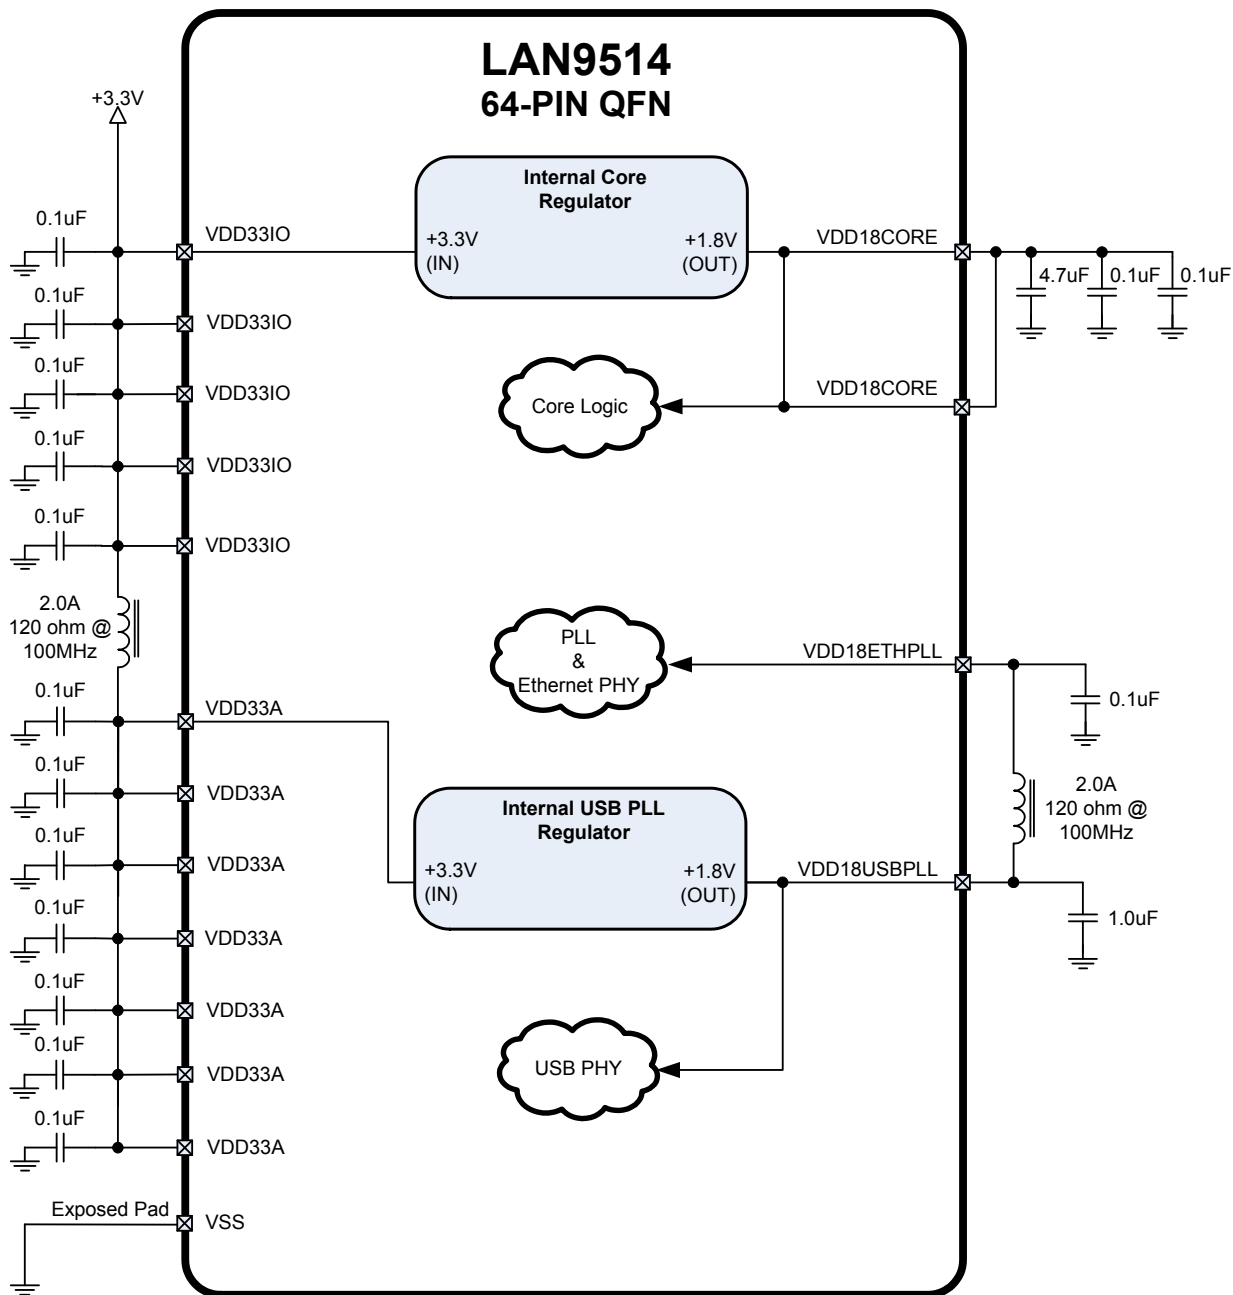 LAN9514
64-PIN QFN
+3.3V
Internal Core
Regulator
+3.3V
(IN)
+1.8V
(OUT)
0.1uF
VDD33IO
VDD18CORE
4.7uF
0.1uF
0.1uF
0.1uF
VDD33IO
0.1uF
VDD33IO
Core Logic
VDD18CORE
0.1uF
VDD33IO
0.1uF
VDD33IO
2.0A
120 ohm @
100MHz
PLL
&
Ethernet PHY
VDD18ETHPLL
0.1uF
0.1uF
VDD33A
0.1uF
VDD33A
2.0A
120 ohm @
100MHz
Internal USB PLL
Regulator
+3.3V
(IN)
+1.8V
(OUT)
0.1uF
VDD33A
VDD18USBPLL
1.0uF
0.1uF
VDD33A
0.1uF
VDD33A
0.1uF
VDD33A
USB PHY
0.1uF
VDD33A
Exposed Pad
VSS